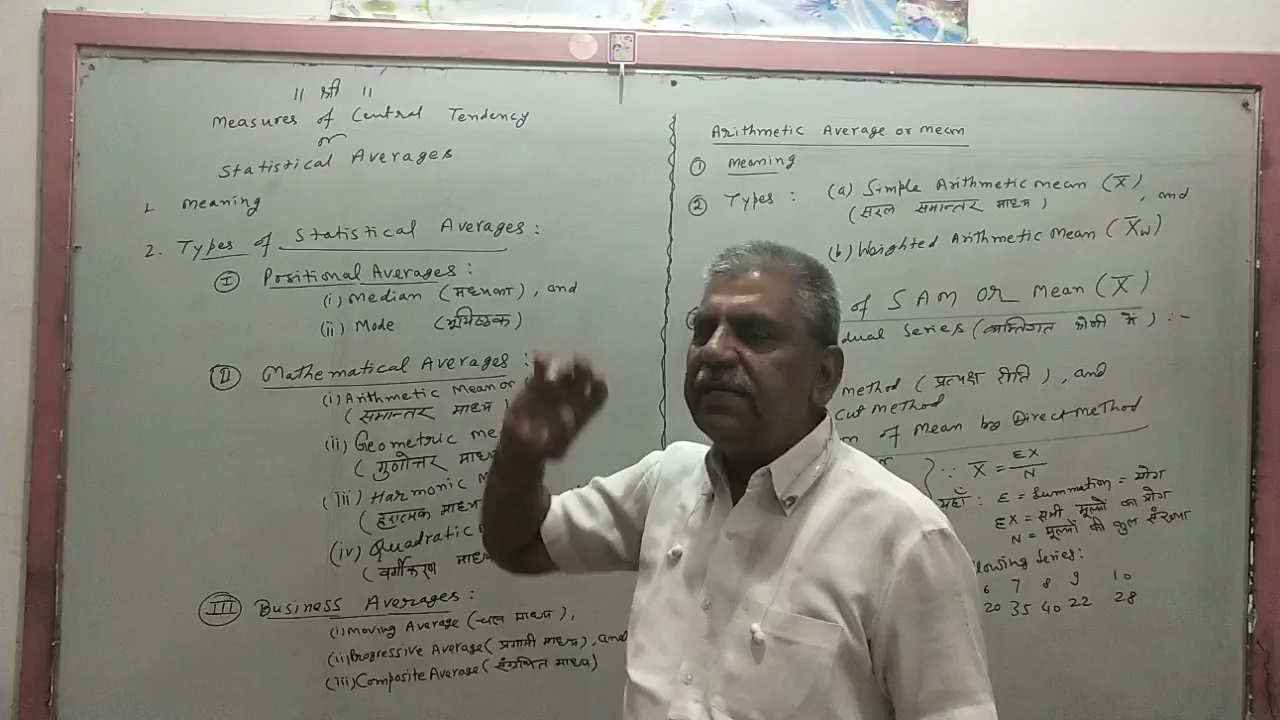 ॥ श्री ॥
Measures of Central Tendency
or
Statistical Averages
1. meaning
2. Types of Statistical Averages:
(I) Positional Averages:
(i) Median (मध्यका), and
(ii) Mode (भूयिष्ठक)
(II) Mathematical Averages:
(i) Arithmetic Mean or
(समान्तर माध्य)
(ii) Geometric Me
(गुणोत्तर माध्
(iii) Harmonic M
(हरात्मक माध्य
(iv) Quadratic
(वर्गीकरण माध्य
(III) Business Averages:
(i) Moving Average (चल माध्य),
(ii) Progressive Average (प्रगामी माध्य), and
(iii) Composite Average (संग्रथित माध्य)
Arithmetic Average or mean
① meaning
② Types: (a) Simple Arithmetic mean (X̅), and
(सरल समान्तर माध्य)
(b) Weighted Arithmetic Mean (X̅w)
of SAM OR Mean (X̅)
dual Series (व्यक्तिगत श्रेणी में) :-
method (प्रत्यक्ष रीति), and
cut method
n of Mean by Direct method
∵ X̅ = ΣX/N
यहाँ: Σ = Summation = योग
ΣX = सभी मूल्यों का योग
N = मूल्यों की कुल संख्या
lowing Series:
6 7 8 9 10
20 35 40 22 28